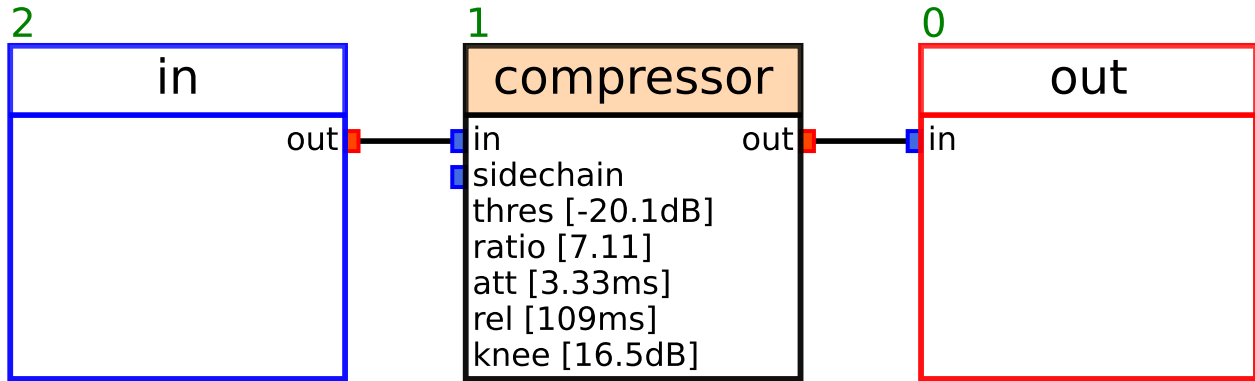 2 1 0
in compressor out
out in out in
sidechain
thres [-20.1dB]
ratio [7.11]
att [3.33ms]
rel [109ms]
knee [16.5dB]